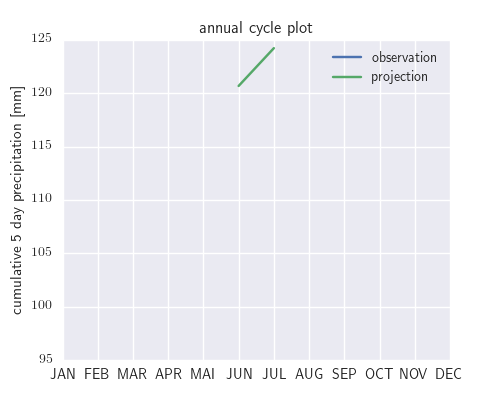 annual cycle plot
observation
projection
cumulative 5 day precipitation [mm]
125
120
115
110
105
100
95
JAN FEB MAR APR MAI JUN JUL AUG SEP OCT NOV DEC